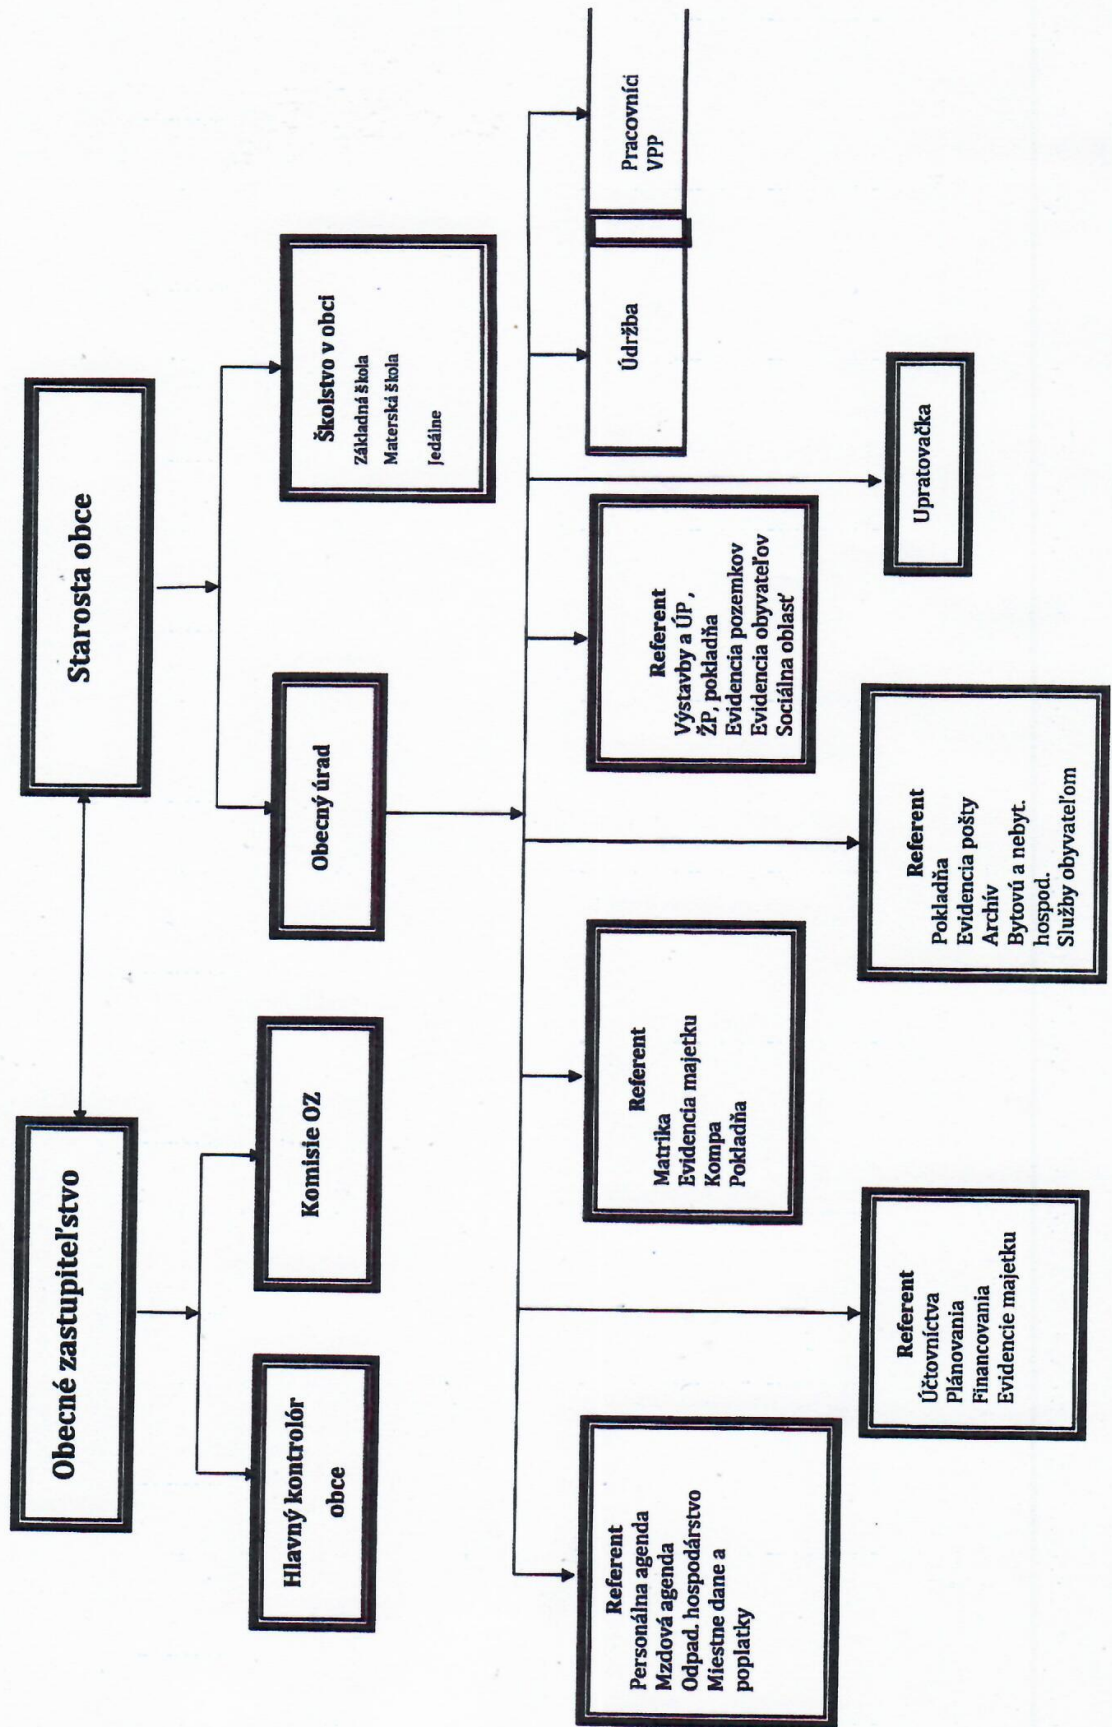 Obecné zastupiteľstvo
Starosta obce
Hlavný kontrolór
obce
Komisie OZ
Obecný úrad
Školstvo v obci
Základná škola
Materská škola
Jedálne
Referent
Personálna agenda
Mzdová agenda
Odpad. hospodárstvo
Miestne dane a
poplatky
Referent
Matrika
Evidencia majetku
Kompa
Pokladňa
Referent
Výstavby a ÚP ,
ŽP, pokladňa
Evidencia pozemkov
Evidencia obyvateľov
Sociálna oblasť
Údržba
Pracovníci
VPP
Referent
Účtovníctva
Plánovania
Financovania
Evidencie majetku
Referent
Pokladňa
Evidencia pošty
Archív
Bytovú a nebyt.
hospod.
Služby obyvateľom
Upratovačka